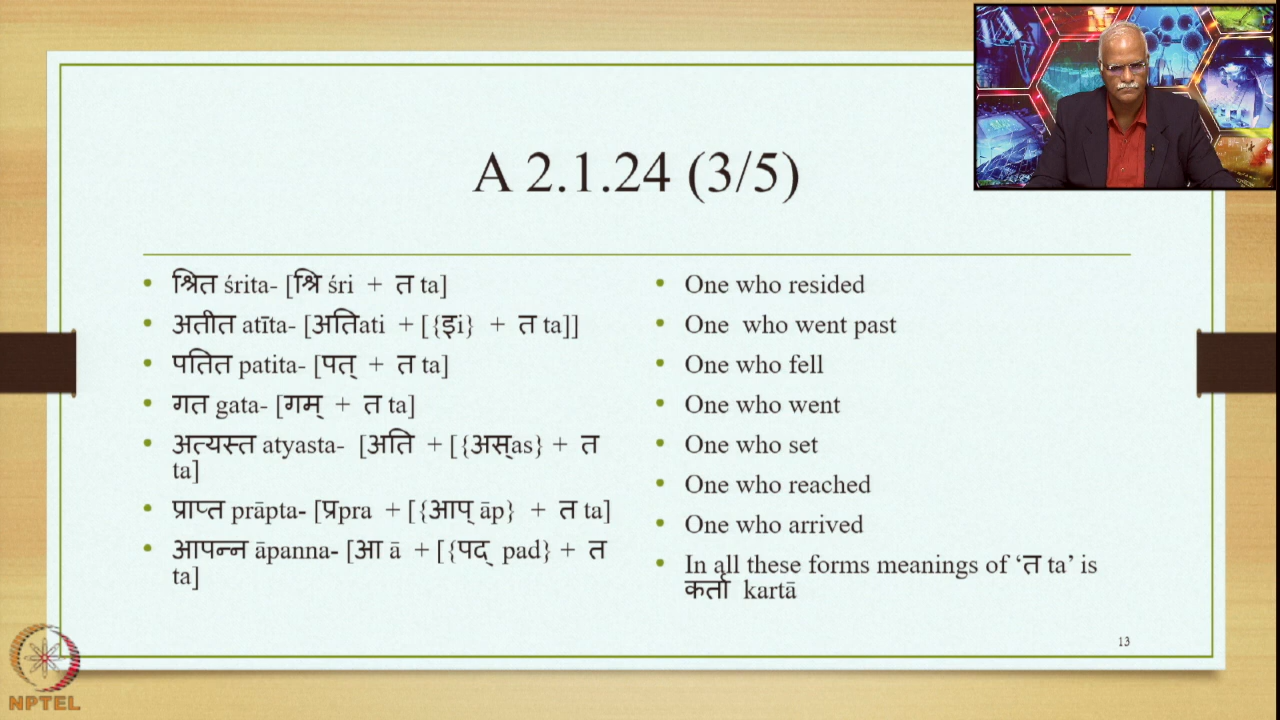 A 2.1.24 (3/5)
• श्रित śrita- [श्रि śri + त ta]
• अतीत atīta- [अतिati + [{इi} + त ta]]
• पतित patita- [पत् + त ta]
• गत gata- [गम् + त ta]
• अत्यस्त atyasta- [अति + [{अस्as} + त
ta]
• प्राप्त prāpta- [प्रpra + [{आप् āp} + त ta]
• आपन्न āpanna- [आ ā + [{पद् pad} + त
ta]
• One who resided
• One who went past
• One who fell
• One who went
• One who set
• One who reached
• One who arrived
• In all these forms meanings of ‘त ta’ is
कर्ता kartā
13
NPTEL